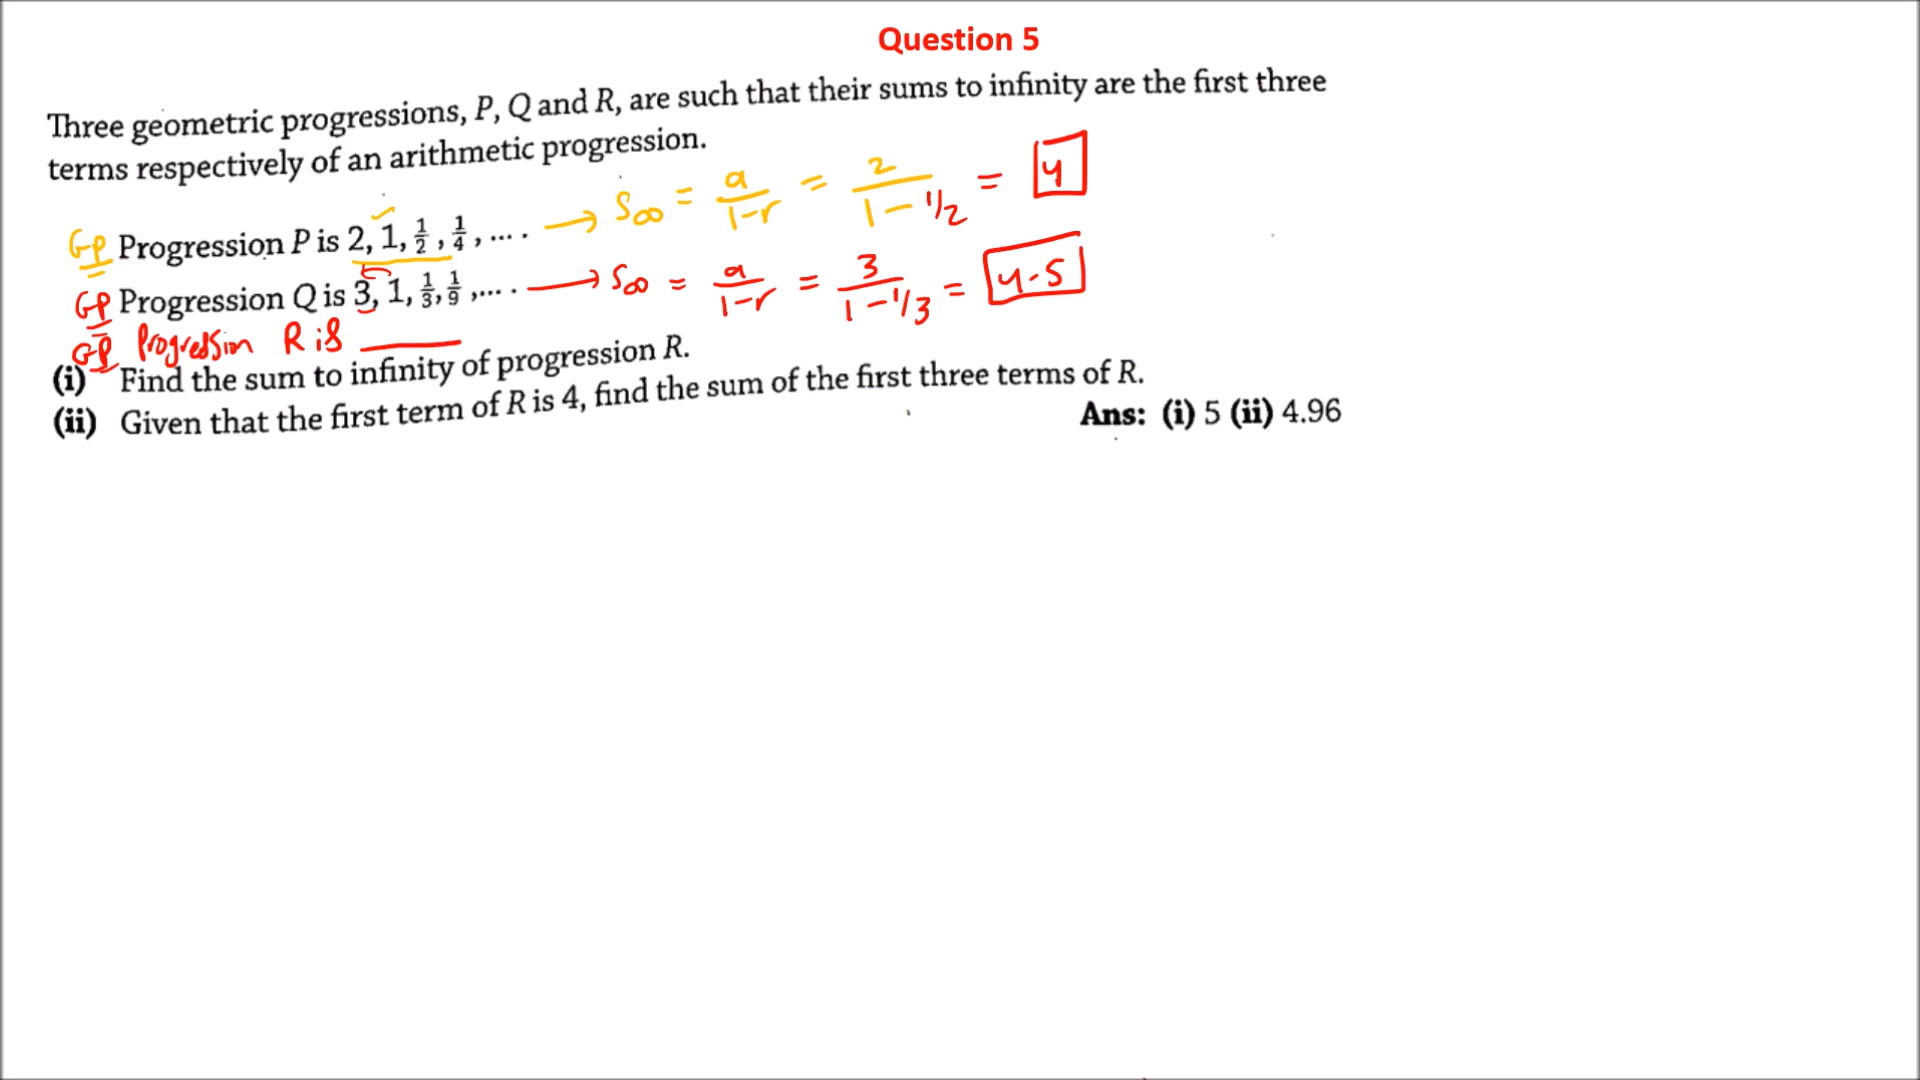 Question 5
Three geometric progressions, P, Q and R, are such that their sums to infinity are the first three
terms respectively of an arithmetic progression.
GP Progression P is 2, 1, 1/2, 1/4, .... → S∞ = a/(1-r) = 2/(1-1/2) = 4
GP Progression Q is 3, 1, 1/3, 1/9, .... → S∞ = a/(1-r) = 3/(1-1/3) = 4.5
GP Progression R is ____
(i) Find the sum to infinity of progression R.
(ii) Given that the first term of R is 4, find the sum of the first three terms of R.
Ans: (i) 5 (ii) 4.96